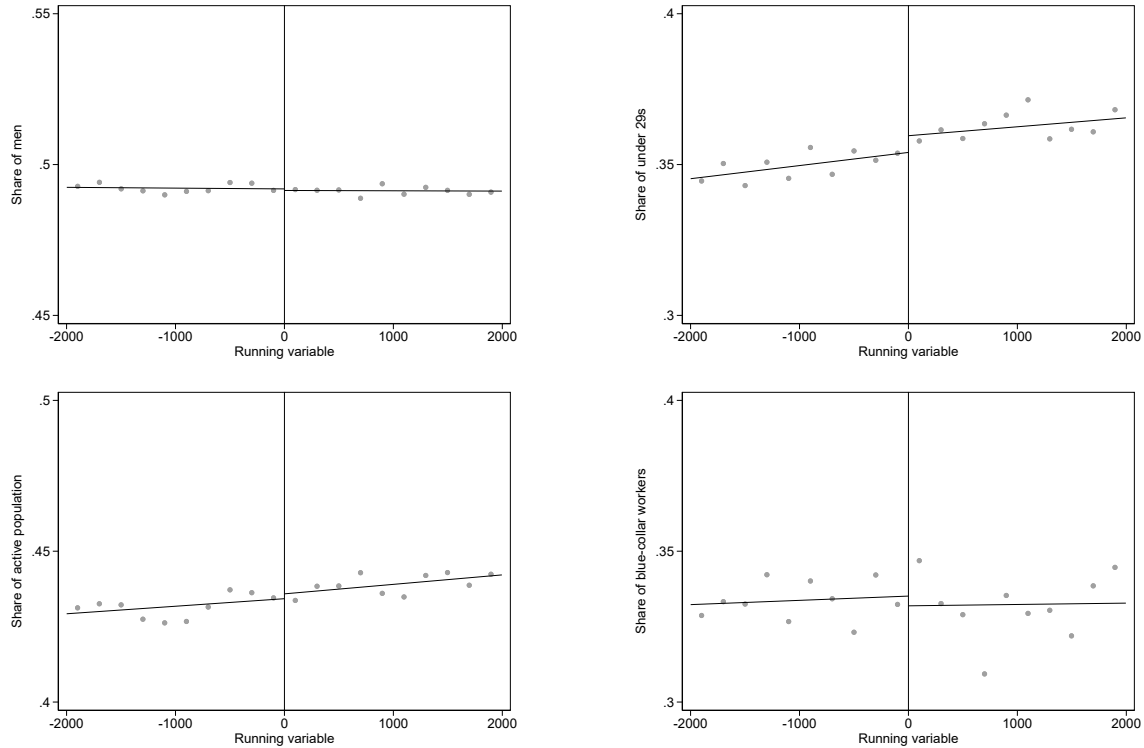 Share of men
.55
.5
.45
-2000 -1000 0 1000 2000
Running variable
Share of under 29s
.4
.35
.3
-2000 -1000 0 1000 2000
Running variable
Share of active population
.5
.45
.4
-2000 -1000 0 1000 2000
Running variable
Share of blue-collar workers
.4
.35
.3
-2000 -1000 0 1000 2000
Running variable